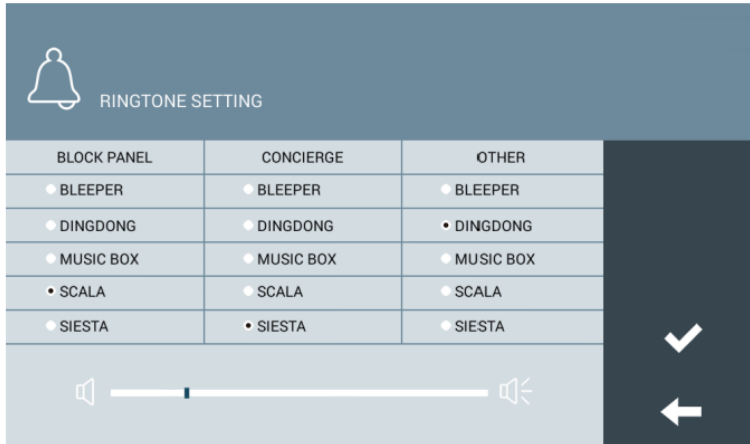 RINGTONE SETTING
BLOCK PANEL CONCIERGE OTHER
BLEEPER BLEEPER BLEEPER
DINGDONG DINGDONG DINGDONG
MUSIC BOX MUSIC BOX MUSIC BOX
SCALA SCALA SCALA
SIESTA SIESTA SIESTA